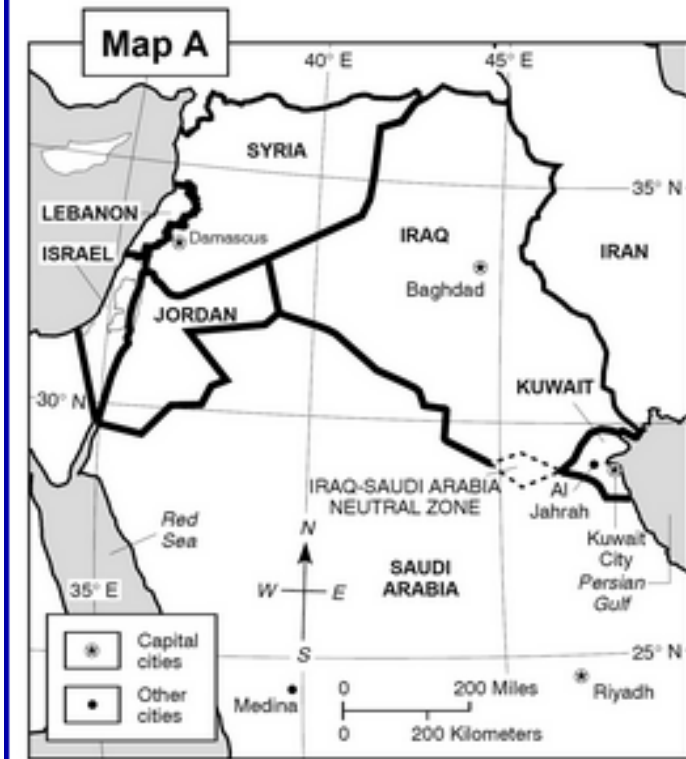 Map A
40° E
45° E
SYRIA
35° N
LEBANON
Damascus
IRAQ
IRAN
ISRAEL
Baghdad
JORDAN
KUWAIT
30° N
IRAQ-SAUDI ARABIA
NEUTRAL ZONE
Al
Jahrah
Red
Sea
N
Kuwait
City
SAUDI
ARABIA
Persian
Gulf
35° E
W
E
S
25° N
Capital
cities
Other
cities
Medina
0
200 Miles
0
200 Kilometers
Riyadh